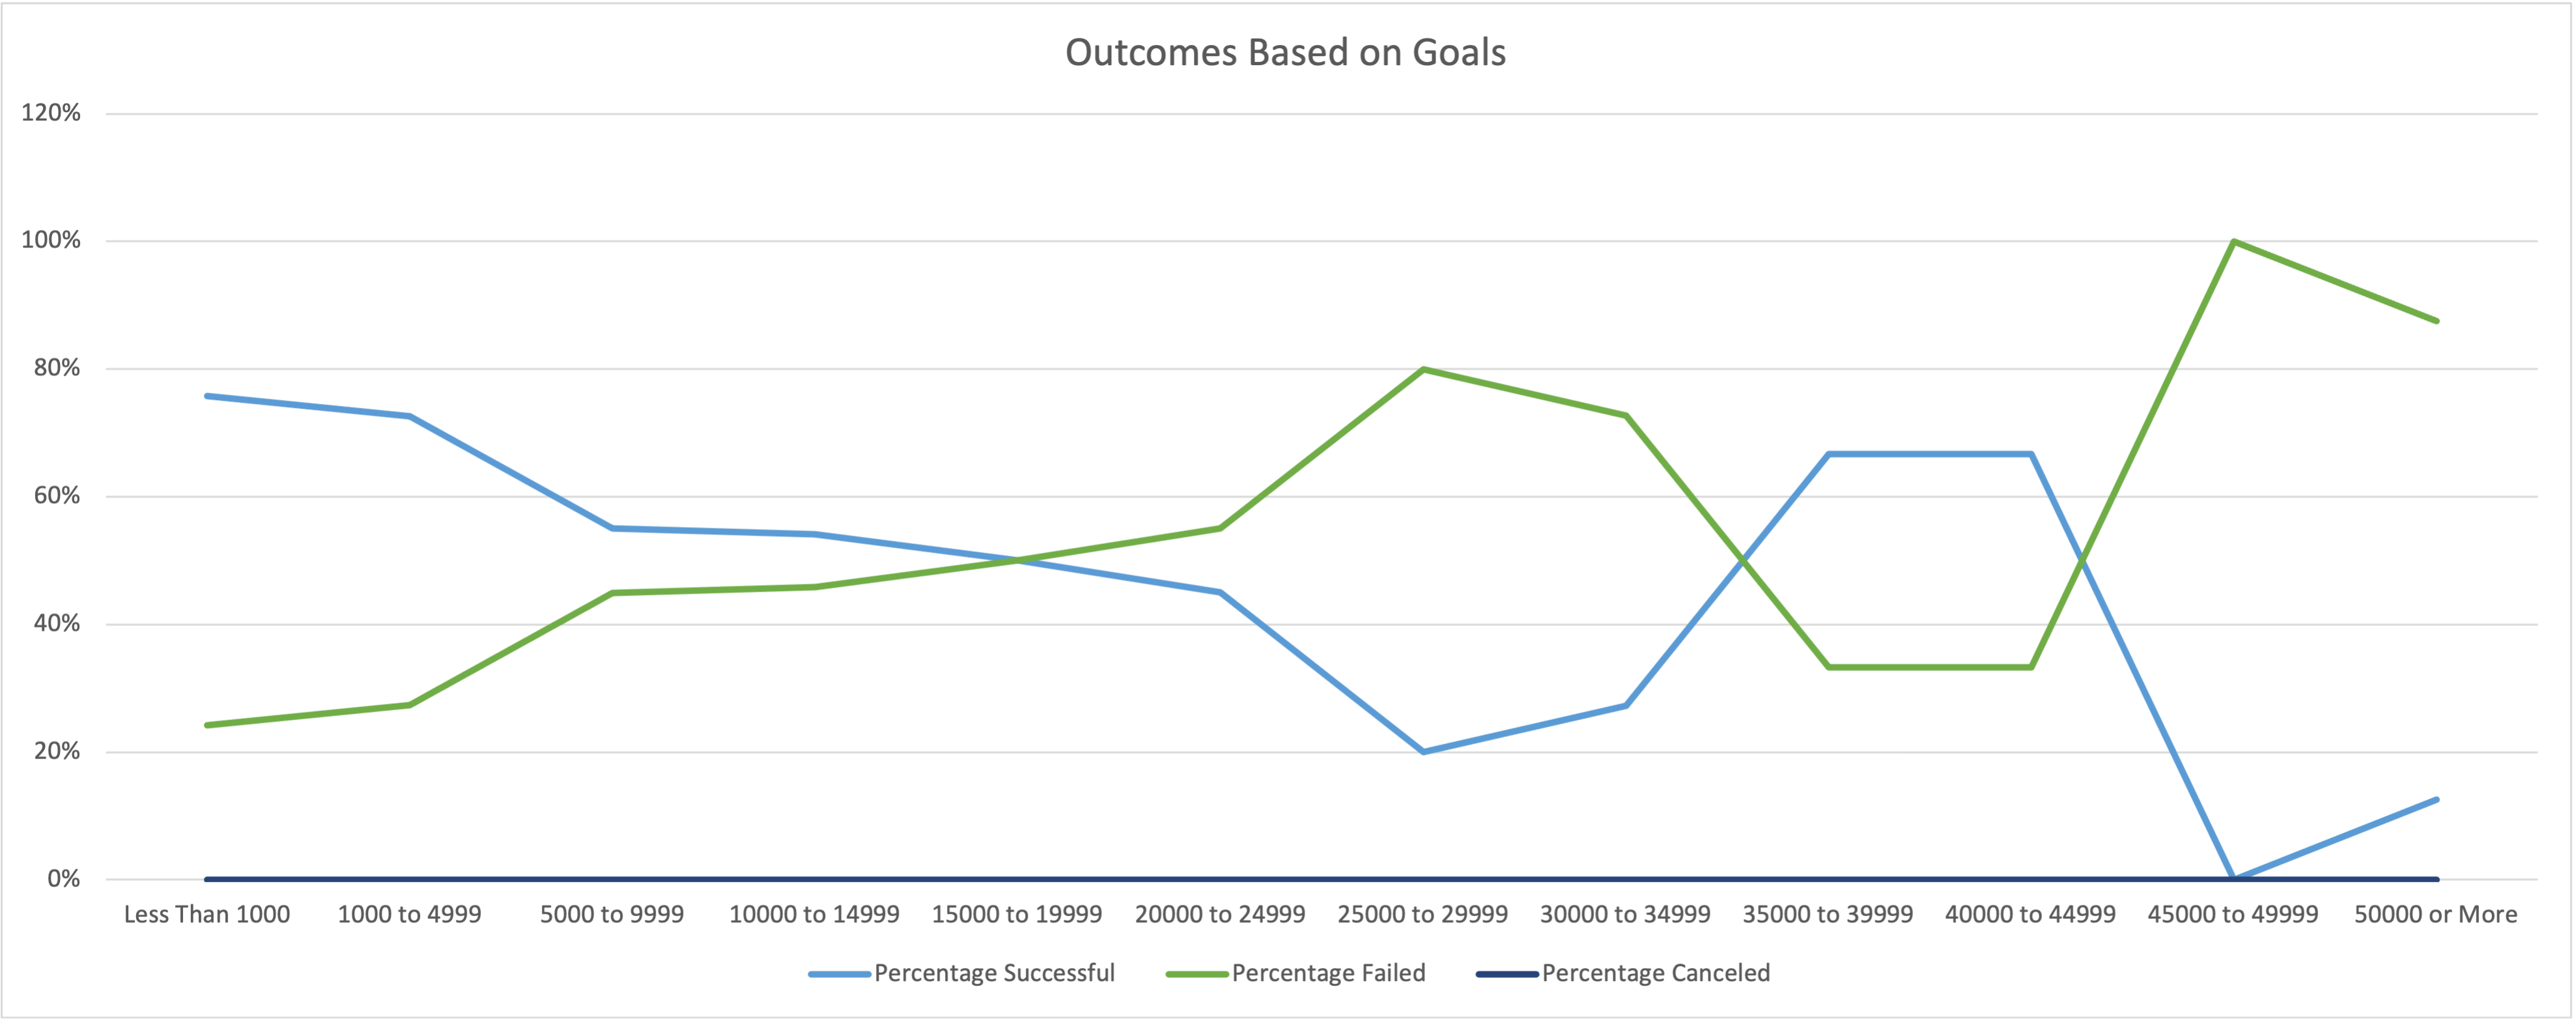 Outcomes Based on Goals
120%
100%
80%
60%
40%
20%
0%
Less Than 1000 1000 to 4999 5000 to 9999 10000 to 14999 15000 to 19999 20000 to 24999 25000 to 29999 30000 to 34999 35000 to 39999 40000 to 44999 45000 to 49999 50000 or More
Percentage Successful Percentage Failed Percentage Canceled